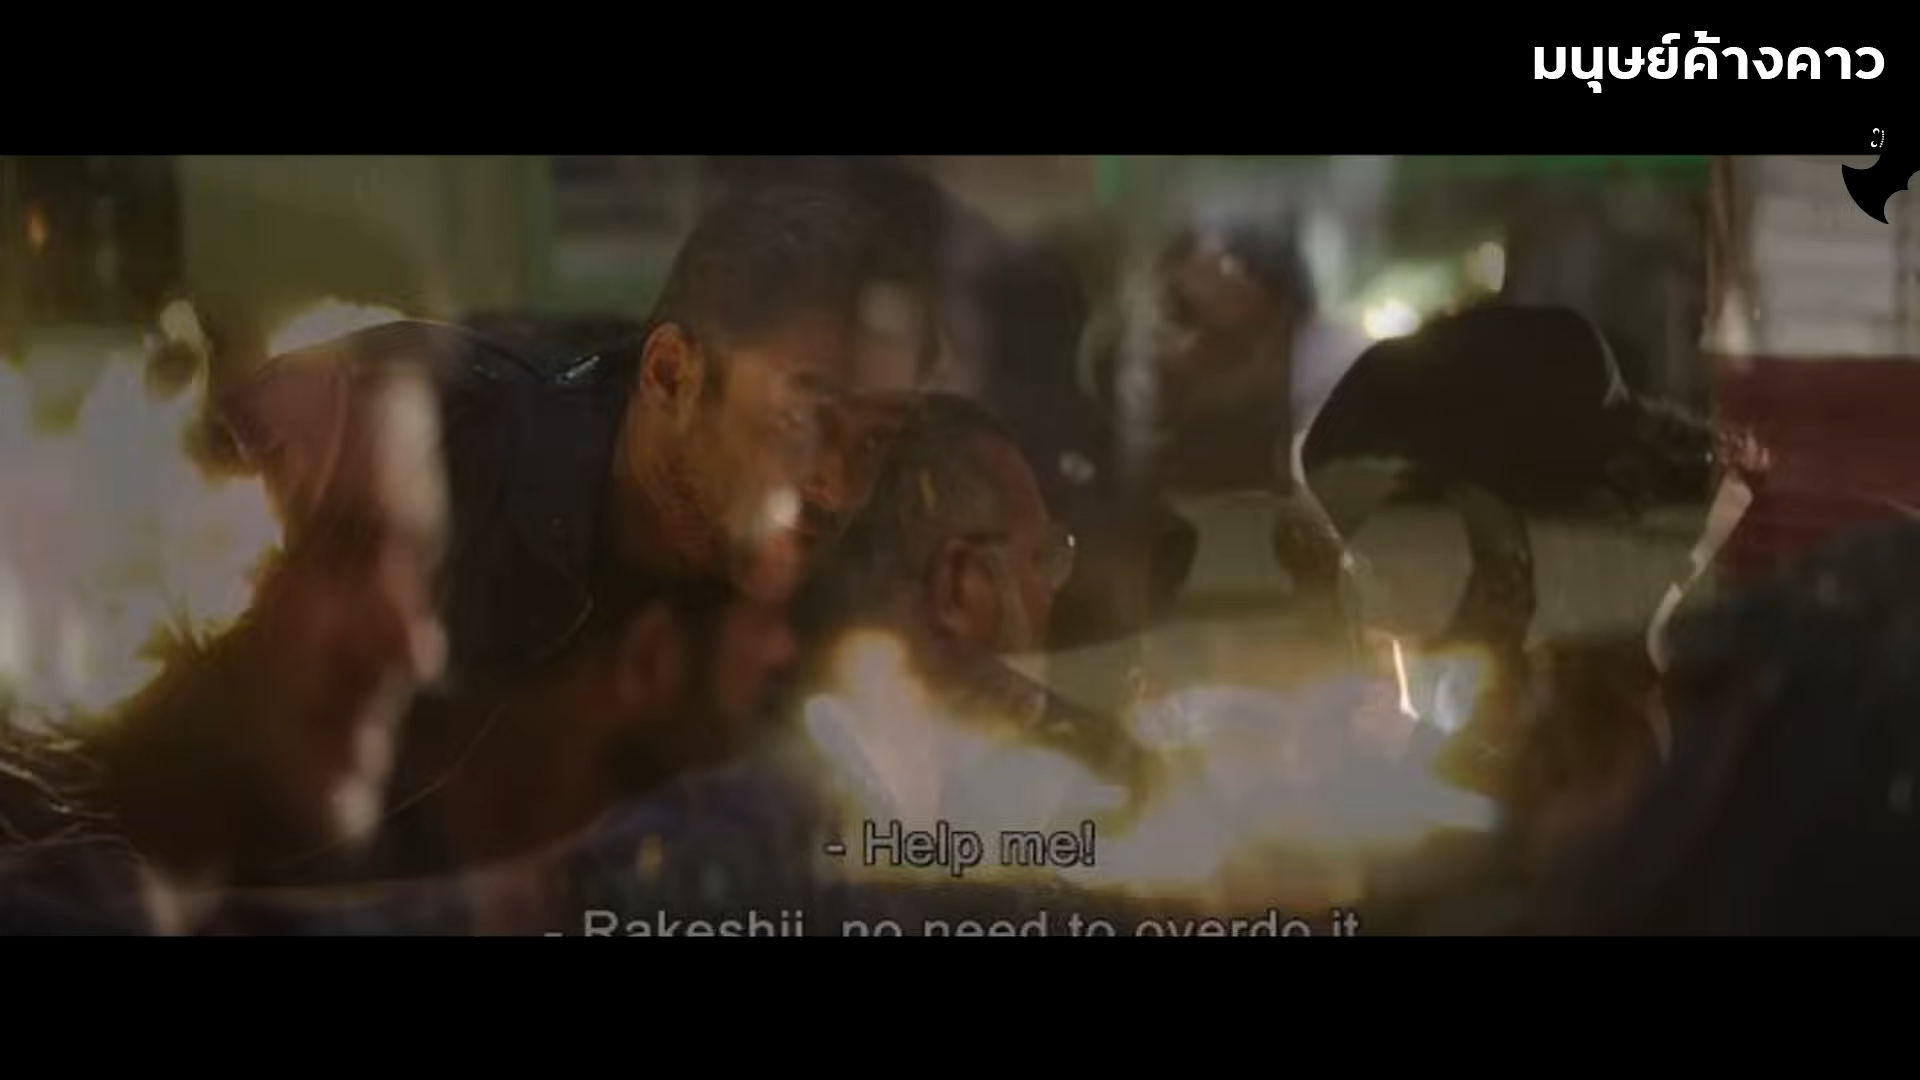 มนุษย์ค้างคาว
- Help me!
- Rakeshji, no need to overdo it